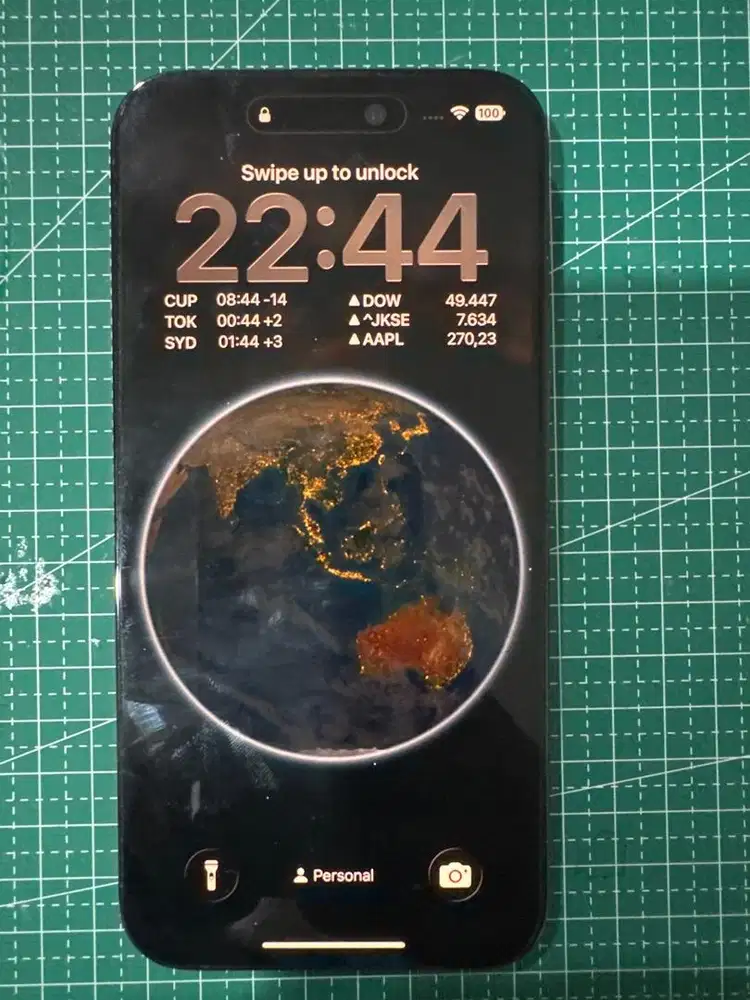 100
Swipe up to unlock
22:44
CUP 08:44 -14 ▲DOW 49.447
TOK 00:44 +2 ▲^JKSE 7.634
SYD 01:44 +3 ▲AAPL 270,23
Personal